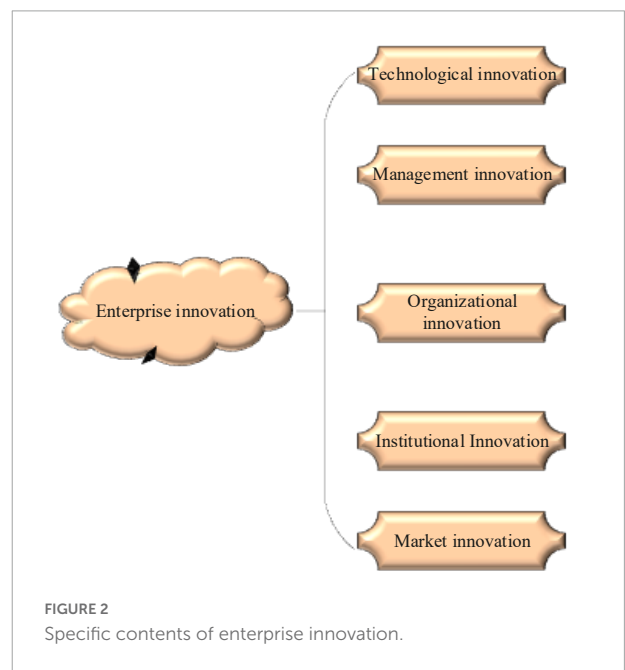 Technological innovation
Management innovation
Enterprise innovation
Organizational
innovation
Institutional Innovation
Market innovation
FIGURE 2
Specific contents of enterprise innovation.